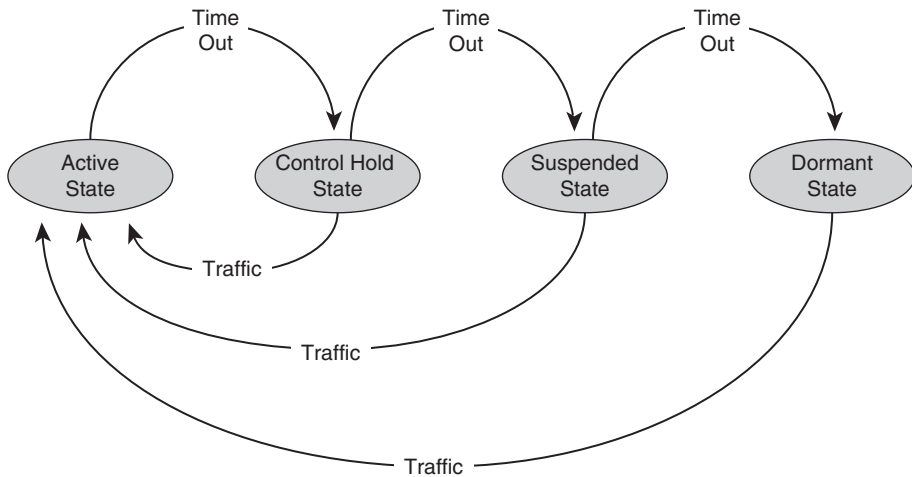 Time
Out
Time
Out
Time
Out
Active
State
Control Hold
State
Suspended
State
Dormant
State
Traffic
Traffic
Traffic